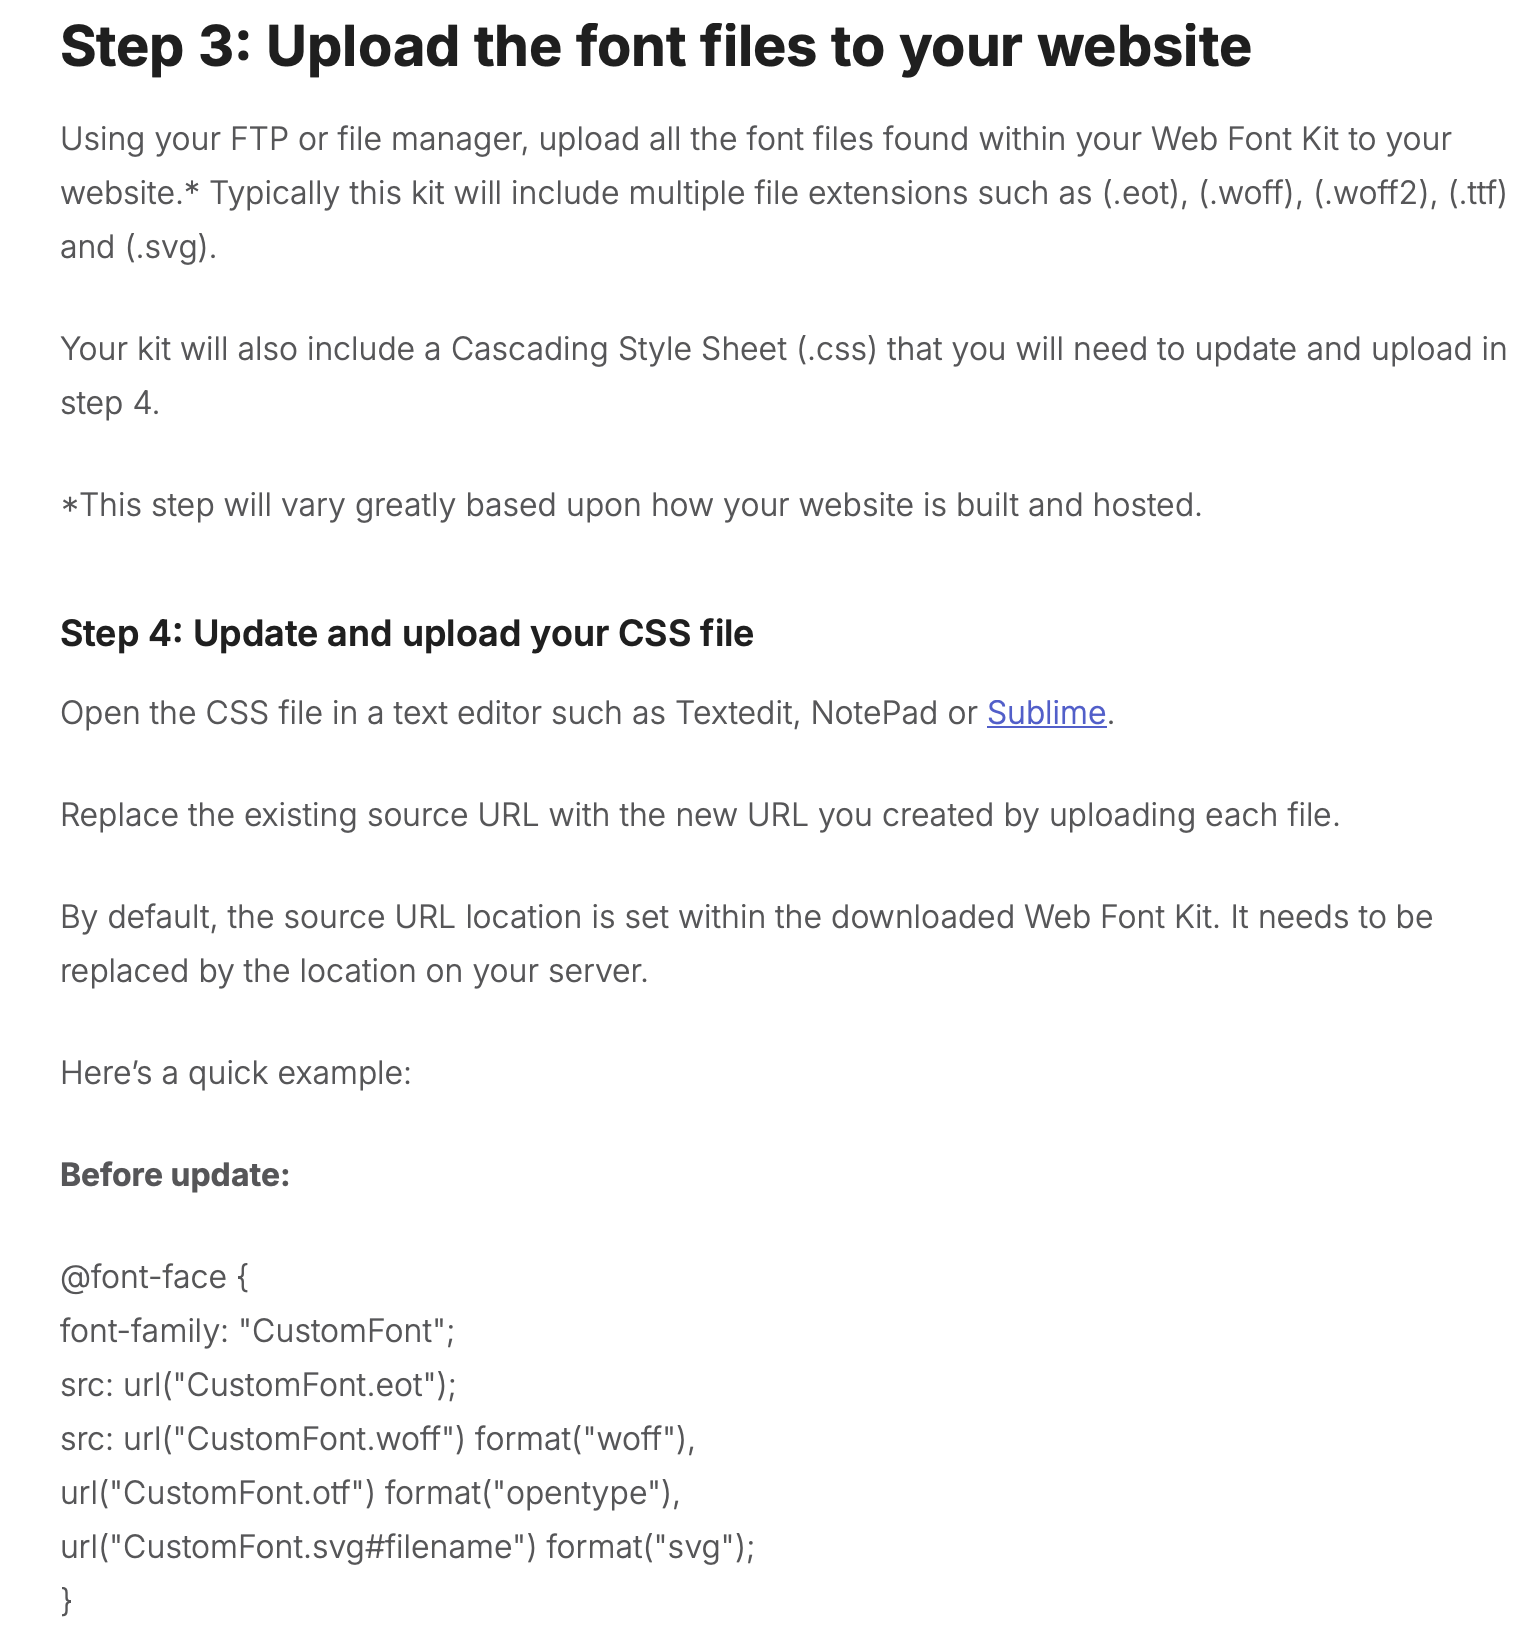 Step 3: Upload the font files to your website
Using your FTP or file manager, upload all the font files found within your Web Font Kit to your
website.* Typically this kit will include multiple file extensions such as (.eot), (.woff), (.woff2), (.ttf)
and (.svg).
Your kit will also include a Cascading Style Sheet (.css) that you will need to update and upload in
step 4.
*This step will vary greatly based upon how your website is built and hosted.
Step 4: Update and upload your CSS file
Open the CSS file in a text editor such as Textedit, NotePad or Sublime.
Replace the existing source URL with the new URL you created by uploading each file.
By default, the source URL location is set within the downloaded Web Font Kit. It needs to be
replaced by the location on your server.
Here’s a quick example:
Before update:
@font-face {
font-family: "CustomFont";
src: url("CustomFont.eot");
src: url("CustomFont.woff") format("woff"),
url("CustomFont.otf") format("opentype"),
url("CustomFont.svg#filename") format("svg");
}